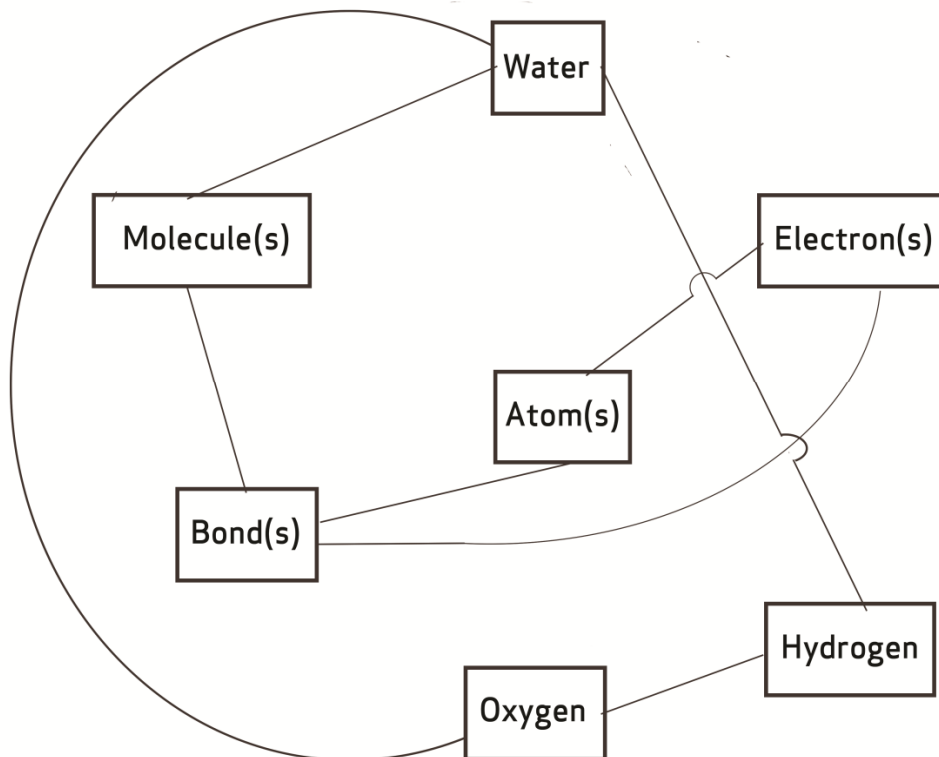 Water
Molecule(s)
Electron(s)
Atom(s)
Bond(s)
Hydrogen
Oxygen